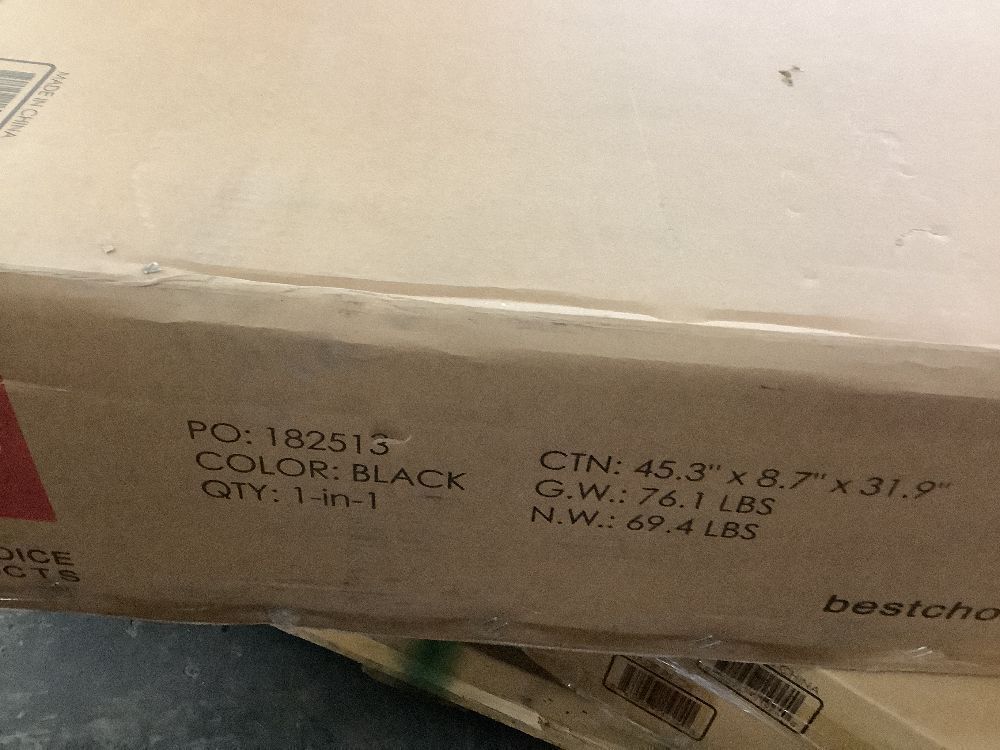 MADE IN CHINA
PO: 182513
COLOR: BLACK
QTY: 1-in-1
CTN: 45.3" x 8.7" x 31.9"
G.W.: 76.1 LBS
N.W.: 69.4 LBS
OICE
CTS
bestcho